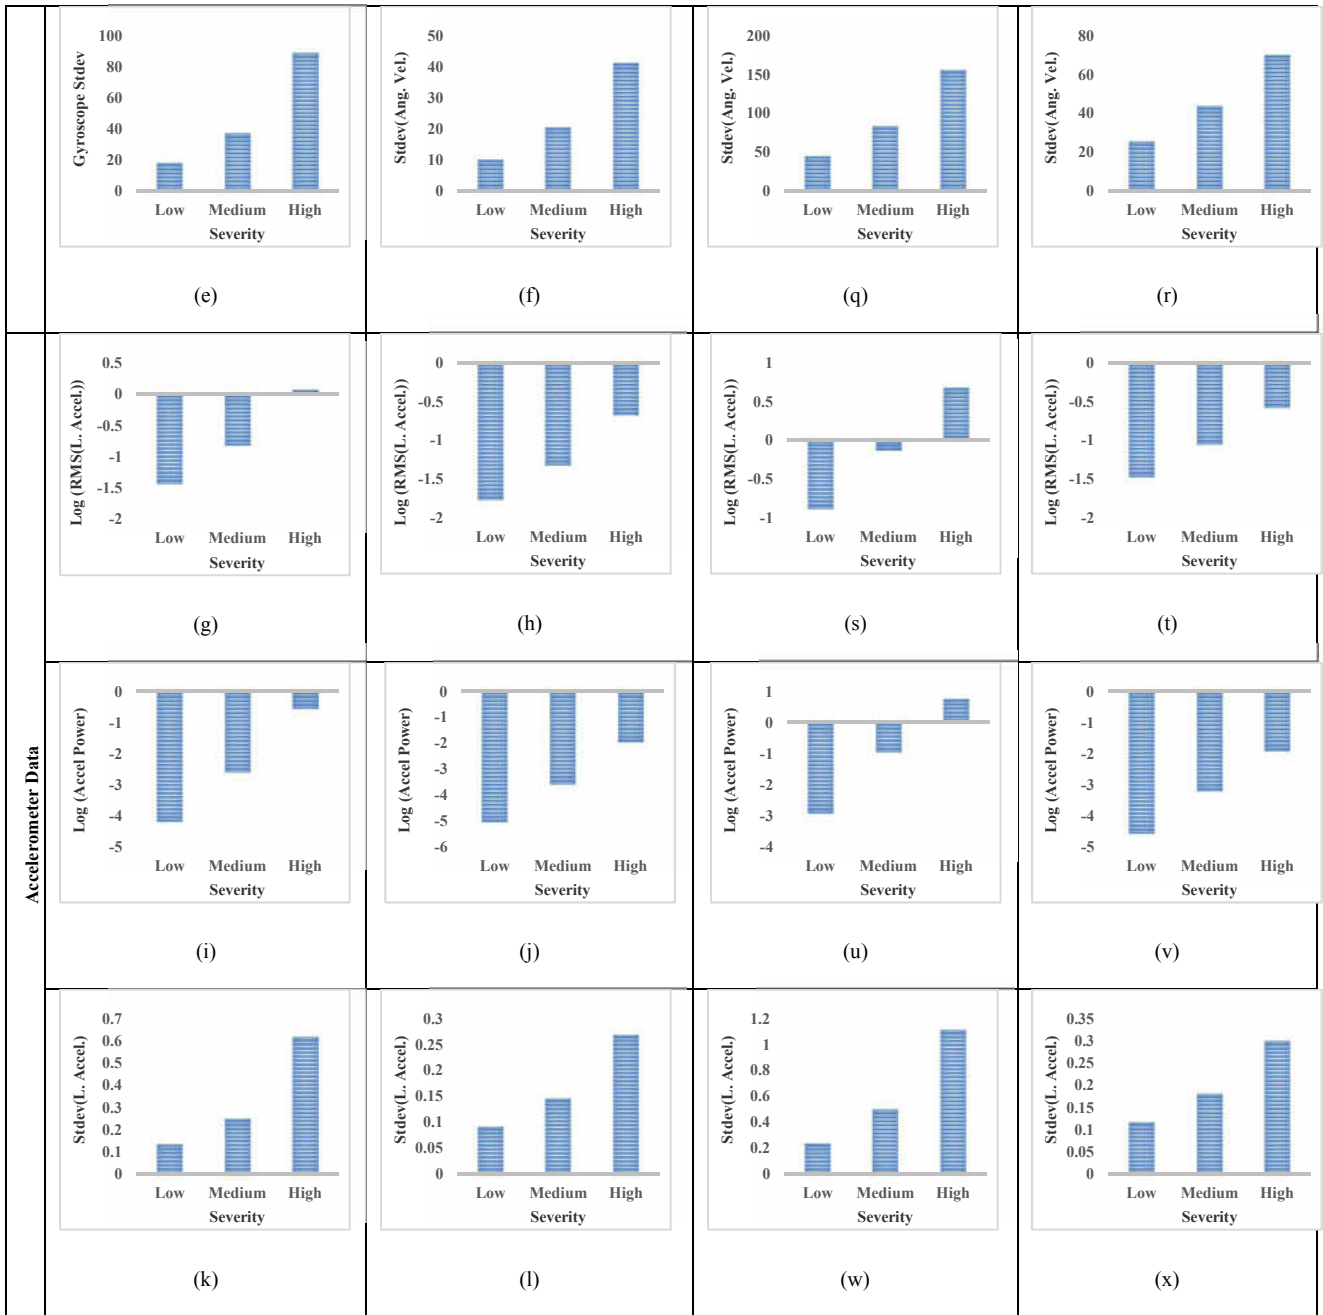 Gyroscope Stdev
100
80
60
40
20
0
Low Medium High
Severity
(e)
Stdev(Ang. Vel.)
50
40
30
20
10
0
Low Medium High
Severity
(f)
Stdev(Ang. Vel.)
200
150
100
50
0
Low Medium High
Severity
(q)
Stdev(Ang. Vel.)
80
60
40
20
0
Low Medium High
Severity
(r)
Accelerometer Data
Log (RMS(L. Accel.))
0.5
0
-0.5
-1
-1.5
-2
Low Medium High
Severity
(g)
Log (RMS(L. Accel.))
0
-0.5
-1
-1.5
-2
Low Medium High
Severity
(h)
Log (RMS(L. Accel.))
1
0.5
0
-0.5
-1
Low Medium High
Severity
(s)
Log (RMS(L. Accel.))
0
-0.5
-1
-1.5
-2
Low Medium High
Severity
(t)
Log (Accel Power)
0
-1
-2
-3
-4
-5
Low Medium High
Severity
(i)
Log (Accel Power)
0
-1
-2
-3
-4
-5
-6
Low Medium High
Severity
(j)
Log (Accel Power)
1
0
-1
-2
-3
-4
Low Medium High
Severity
(u)
Log (Accel Power)
0
-1
-2
-3
-4
-5
Low Medium High
Severity
(v)
Stdev(L. Accel.)
0.7
0.6
0.5
0.4
0.3
0.2
0.1
0
Low Medium High
Severity
(k)
Stdev(L. Accel.)
0.3
0.25
0.2
0.15
0.1
0.05
0
Low Medium High
Severity
(l)
Stdev(L. Accel.)
1.2
1
0.8
0.6
0.4
0.2
0
Low Medium High
Severity
(w)
Stdev(L. Accel.)
0.35
0.3
0.25
0.2
0.15
0.1
0.05
0
Low Medium High
Severity
(x)